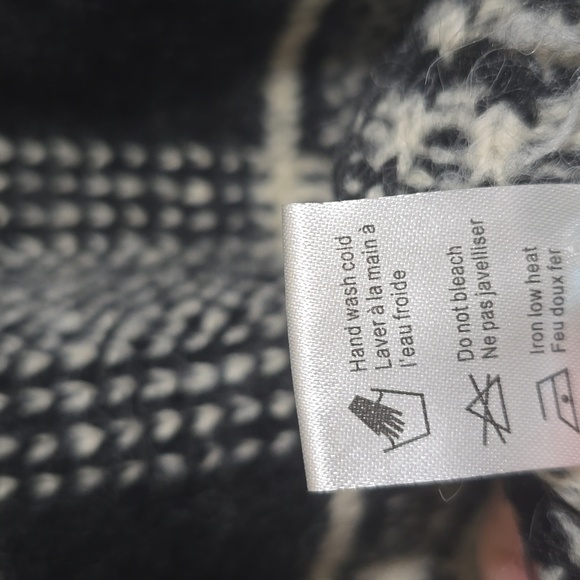 Hand wash cold
Laver à la main à
l'eau froide
Do not bleach
Ne pas javelliser
Iron low heat
Feu doux fer